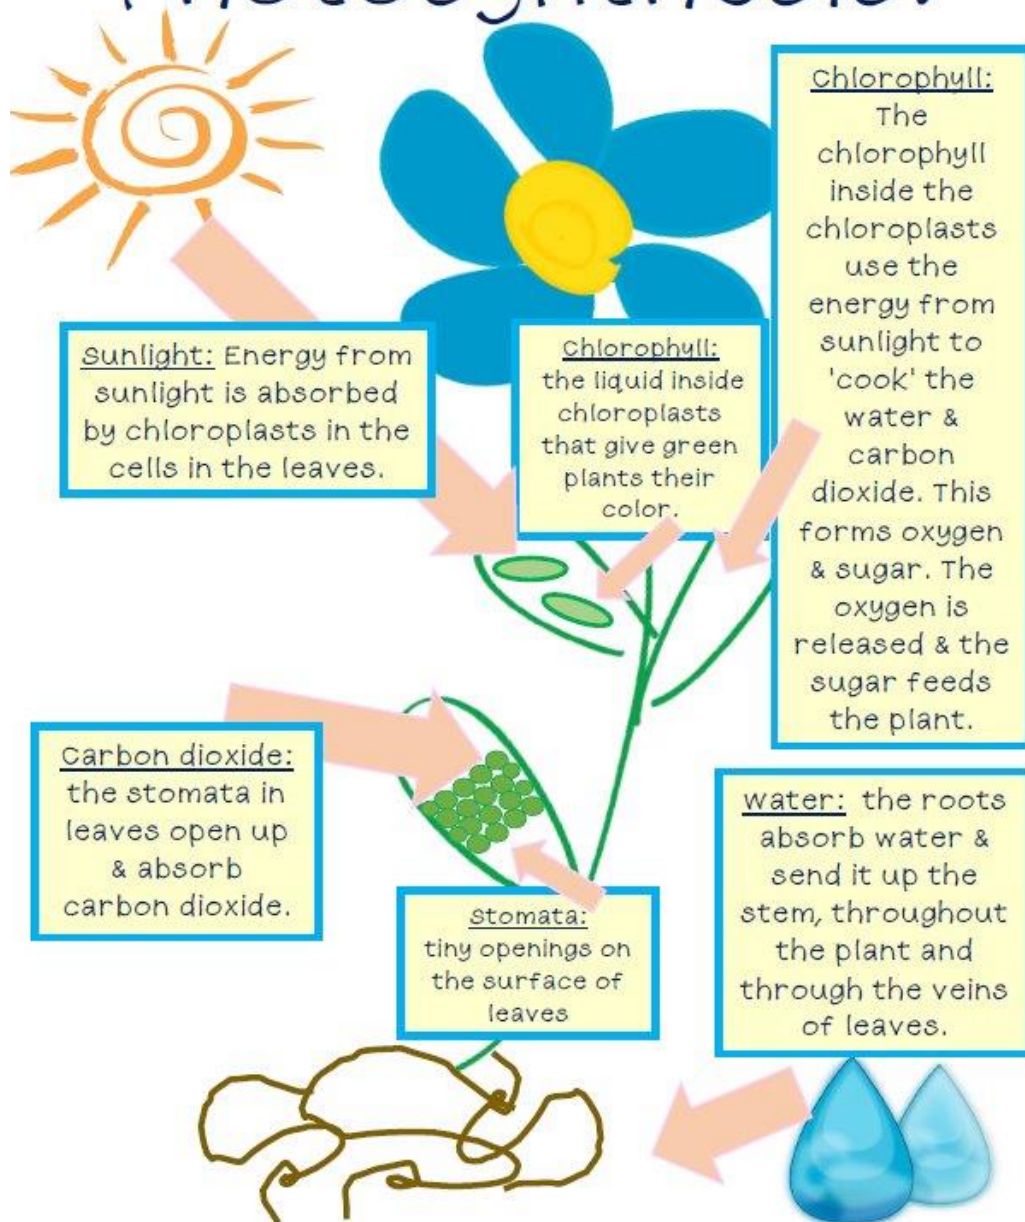 Photosynthesis:
Sunlight: Energy from
sunlight is absorbed
by chloroplasts in the
cells in the leaves.
Chlorophyll:
the liquid inside
chloroplasts
that give green
plants their
color.
Chlorophyll:
The
chlorophyll
inside the
chloroplasts
use the
energy from
sunlight to
'cook' the
water &
carbon
dioxide. This
forms oxygen
& sugar. The
oxygen is
released & the
sugar feeds
the plant.
Carbon dioxide:
the stomata in
leaves open up
& absorb
carbon dioxide.
Stomata:
tiny openings on
the surface of
leaves
water: the roots
absorb water &
send it up the
stem, throughout
the plant and
through the veins
of leaves.